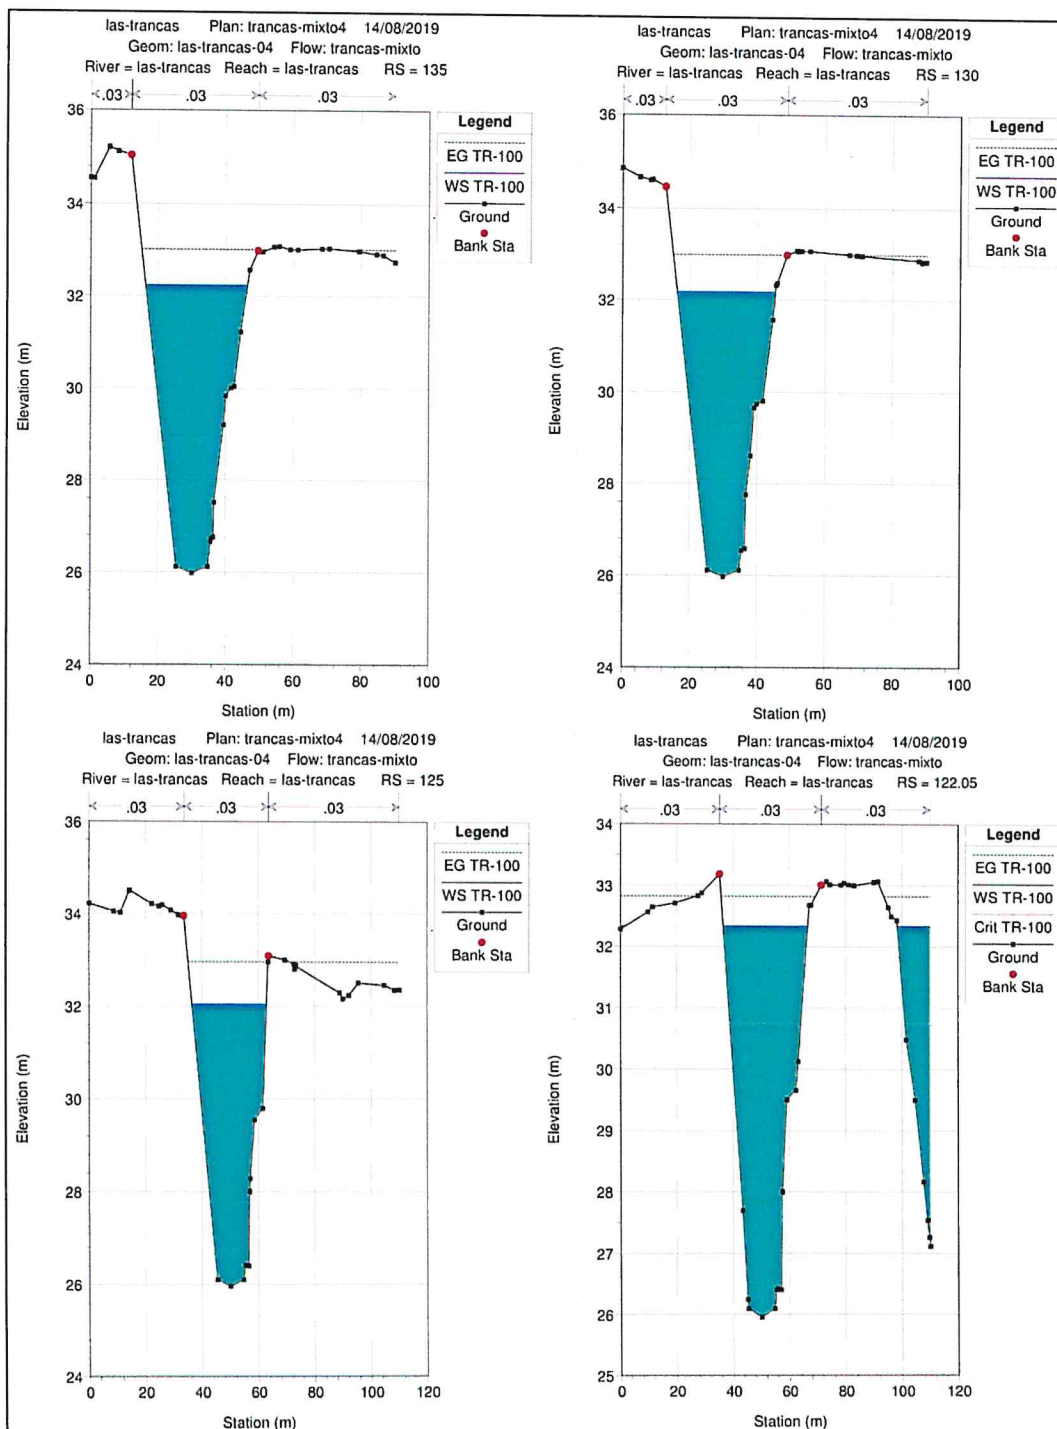 las-trancas Plan: trancas-mixto4 14/08/2019
Geom: las-trancas-04 Flow: trancas-mixto
River = las-trancas Reach = las-trancas RS = 135
.03 .03 .03
36
34
32
30
28
26
24
Elevation (m)
0 20 40 60 80 100
Station (m)
Legend
EG TR-100
WS TR-100
Ground
Bank Sta
las-trancas Plan: trancas-mixto4 14/08/2019
Geom: las-trancas-04 Flow: trancas-mixto
River = las-trancas Reach = las-trancas RS = 130
.03 .03 .03
36
34
32
30
28
26
24
Elevation (m)
0 20 40 60 80 100
Station (m)
Legend
EG TR-100
WS TR-100
Ground
Bank Sta
las-trancas Plan: trancas-mixto4 14/08/2019
Geom: las-trancas-04 Flow: trancas-mixto
River = las-trancas Reach = las-trancas RS = 125
.03 .03 .03
36
34
32
30
28
26
24
Elevation (m)
0 20 40 60 80 100 120
Station (m)
Legend
EG TR-100
WS TR-100
Ground
Bank Sta
las-trancas Plan: trancas-mixto4 14/08/2019
Geom: las-trancas-04 Flow: trancas-mixto
River = las-trancas Reach = las-trancas RS = 122.05
.03 .03 .03
34
33
32
31
30
29
28
27
26
25
Elevation (m)
0 20 40 60 80 100 120
Station (m)
Legend
EG TR-100
WS TR-100
Crit TR-100
Ground
Bank Sta